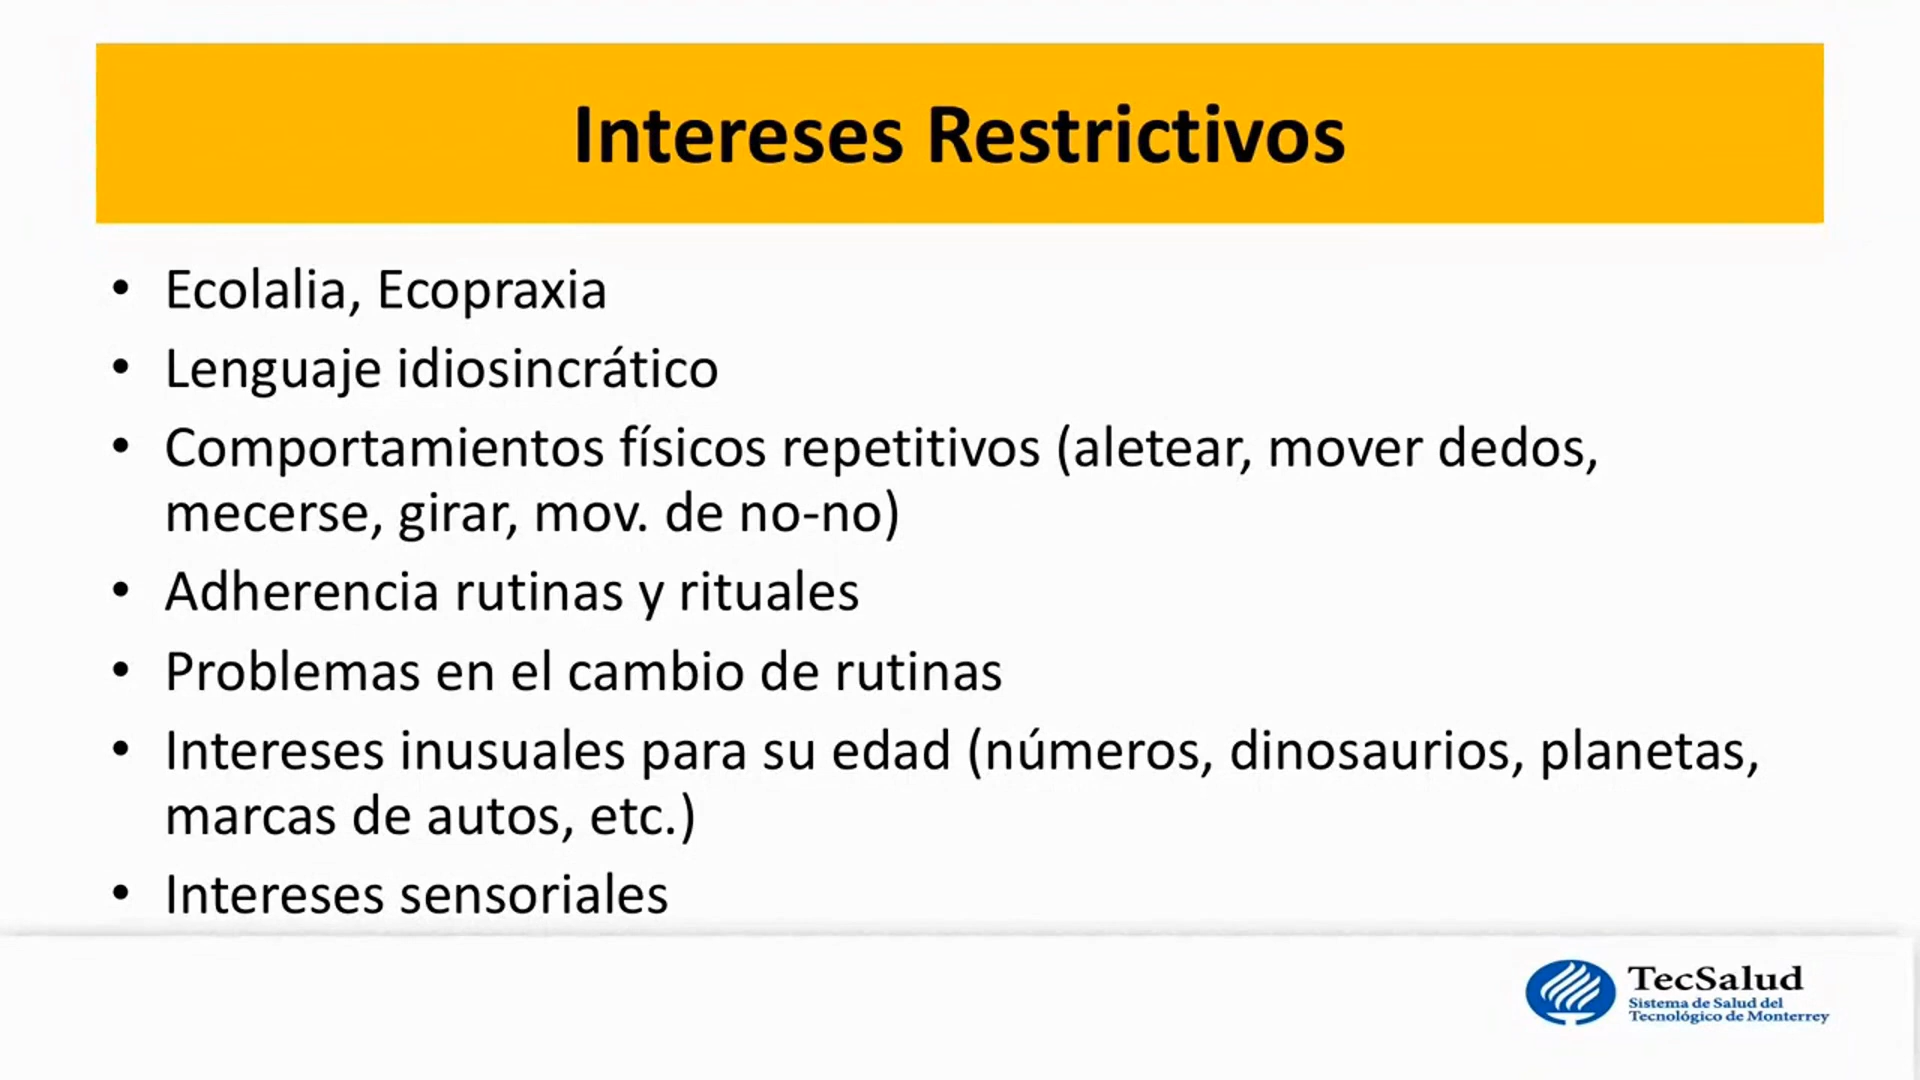 Intereses Restrictivos
• Ecolalia, Ecopraxia
• Lenguaje idiosincrático
• Comportamientos físicos repetitivos (aletear, mover dedos,
mecerse, girar, mov. de no-no)
• Adherencia rutinas y rituales
• Problemas en el cambio de rutinas
• Intereses inusuales para su edad (números, dinosaurios, planetas,
marcas de autos, etc.)
• Intereses sensoriales
TecSalud
Sistema de Salud del
Tecnológico de Monterrey